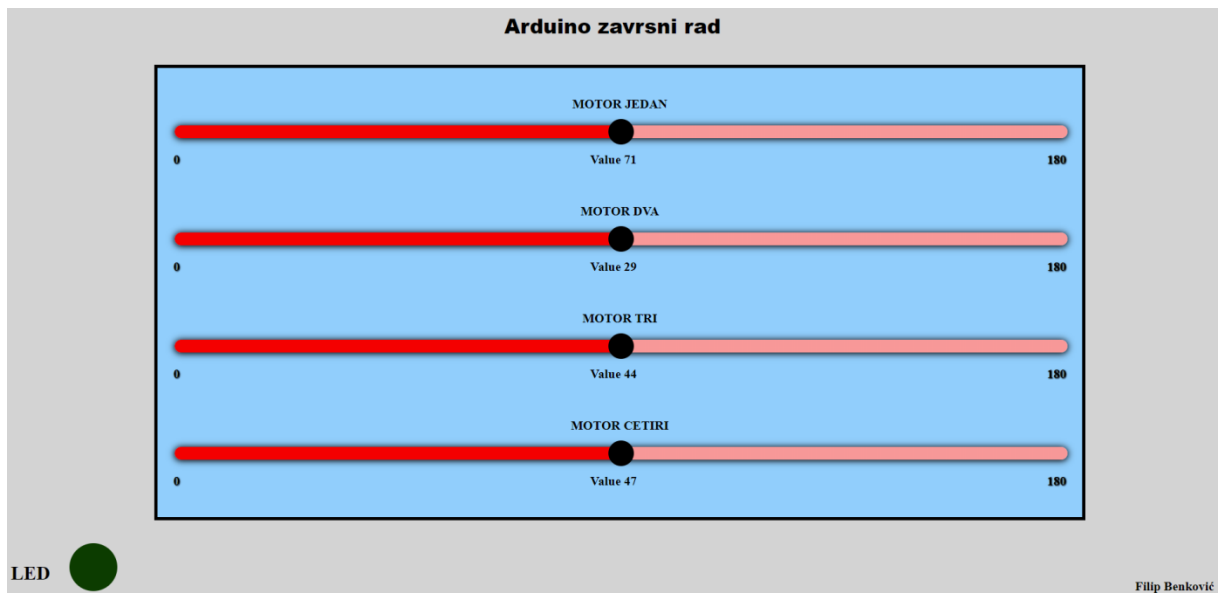 Arduino zavrsni rad
MOTOR JEDAN
0 Value 71 180
MOTOR DVA
0 Value 29 180
MOTOR TRI
0 Value 44 180
MOTOR CETIRI
0 Value 47 180
LED
Filip Benković